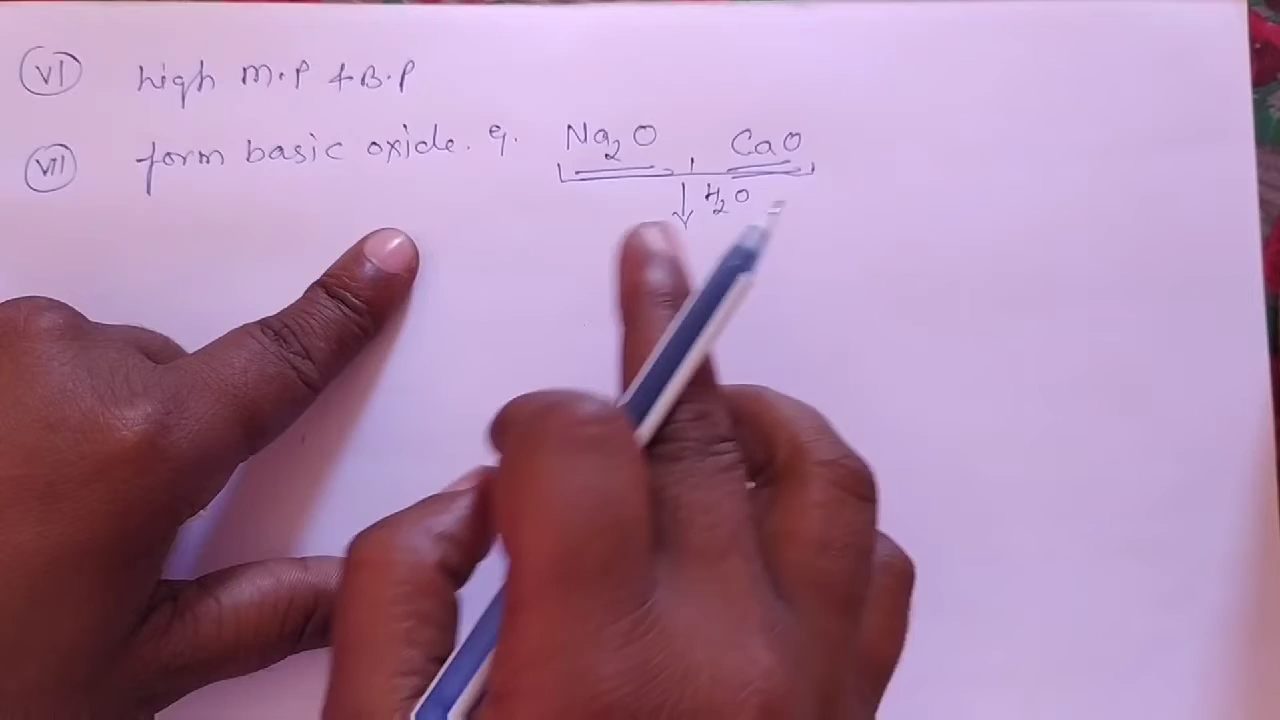 VI high M.P + B.P
VII form basic oxide. eg. Na2O , CaO
↓ H2O